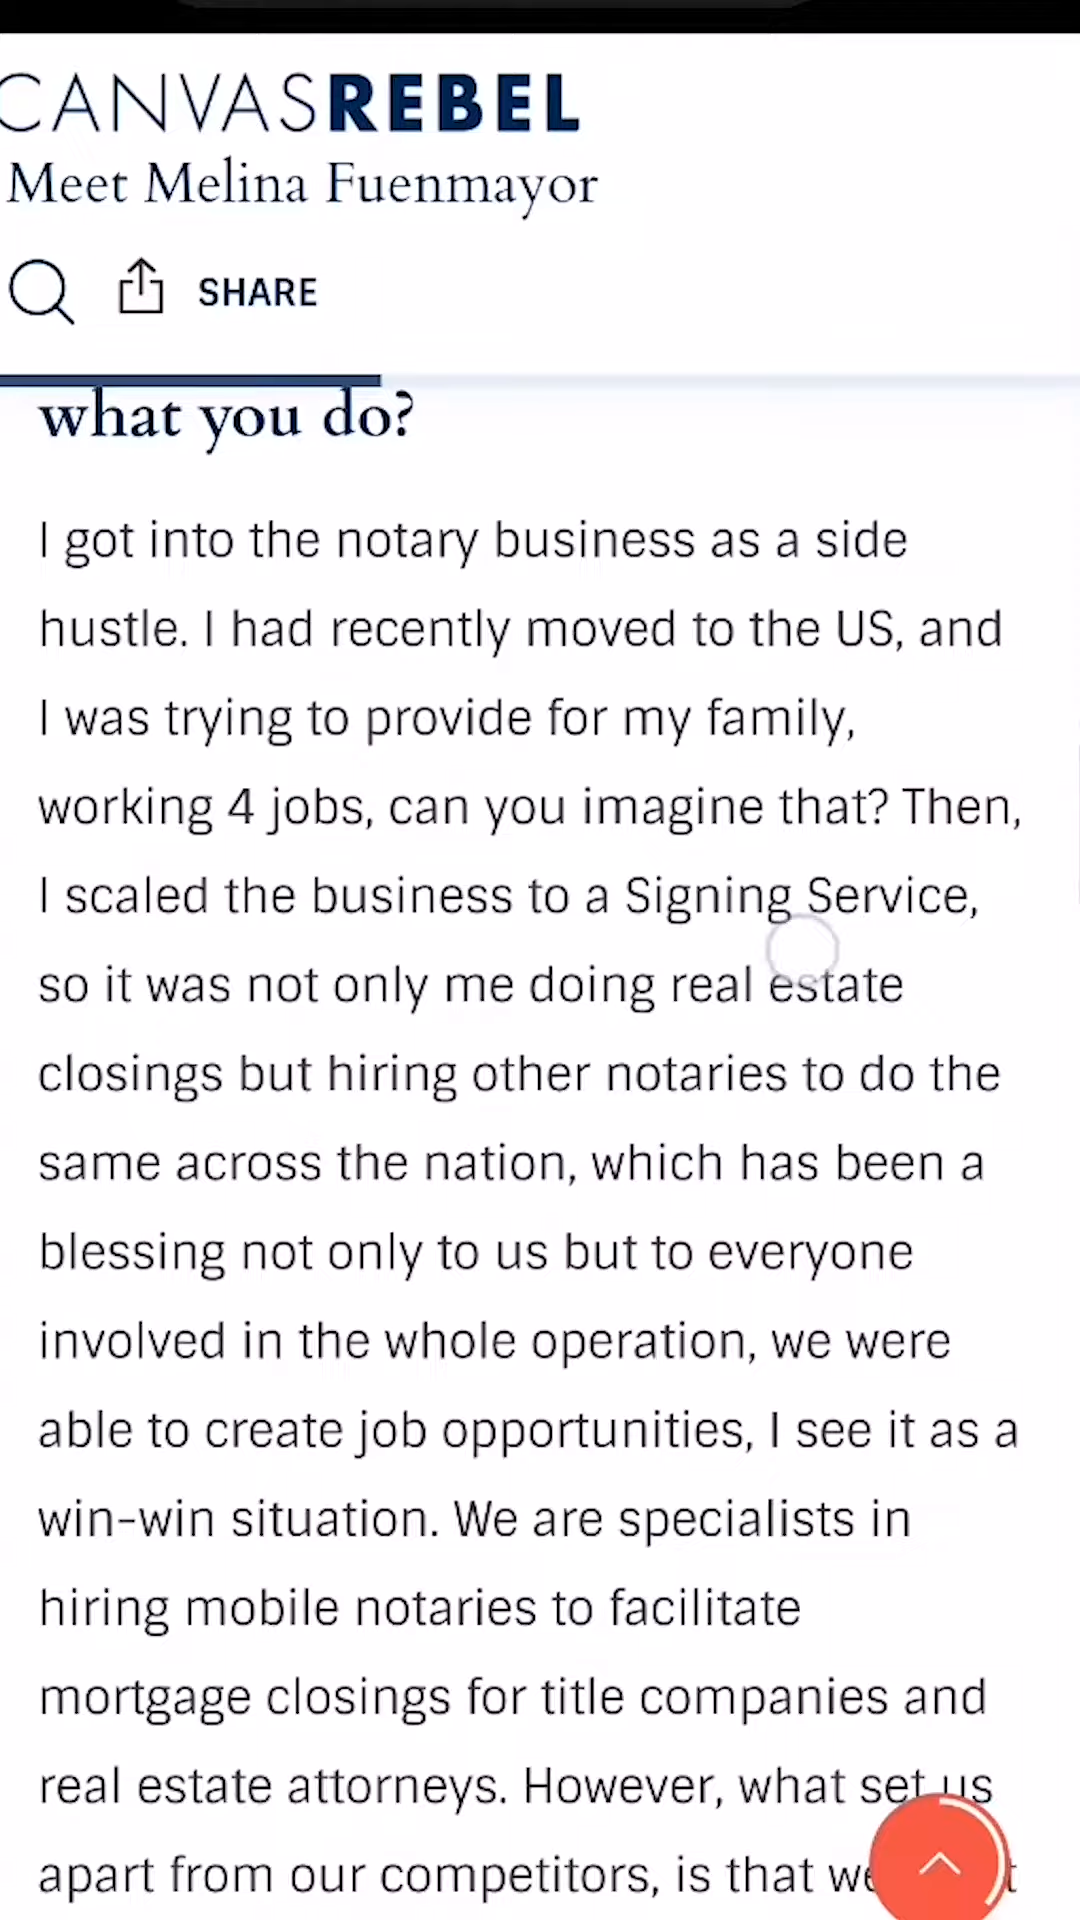 CANVASREBEL
Meet Melina Fuenmayor
SHARE
what you do?
I got into the notary business as a side
hustle. I had recently moved to the US, and
I was trying to provide for my family,
working 4 jobs, can you imagine that? Then,
I scaled the business to a Signing Service,
so it was not only me doing real estate
closings but hiring other notaries to do the
same across the nation, which has been a
blessing not only to us but to everyone
involved in the whole operation, we were
able to create job opportunities, I see it as a
win-win situation. We are specialists in
hiring mobile notaries to facilitate
mortgage closings for title companies and
real estate attorneys. However, what set us
apart from our competitors, is that